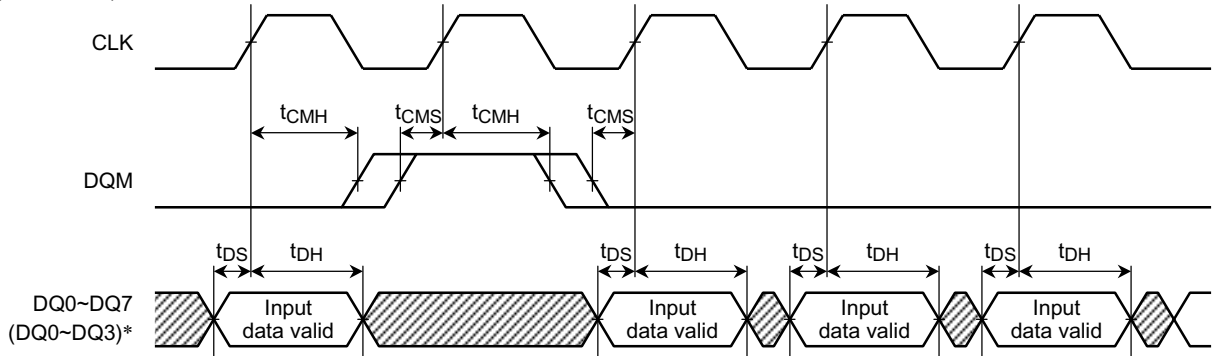 CLK
tCMH tCMS tCMH tCMS
DQM
tDS tDH tDS tDH tDS tDH tDS tDH
DQ0~DQ7
(DQ0~DQ3)*
Input
data valid
Input
data valid
Input
data valid
Input
data valid